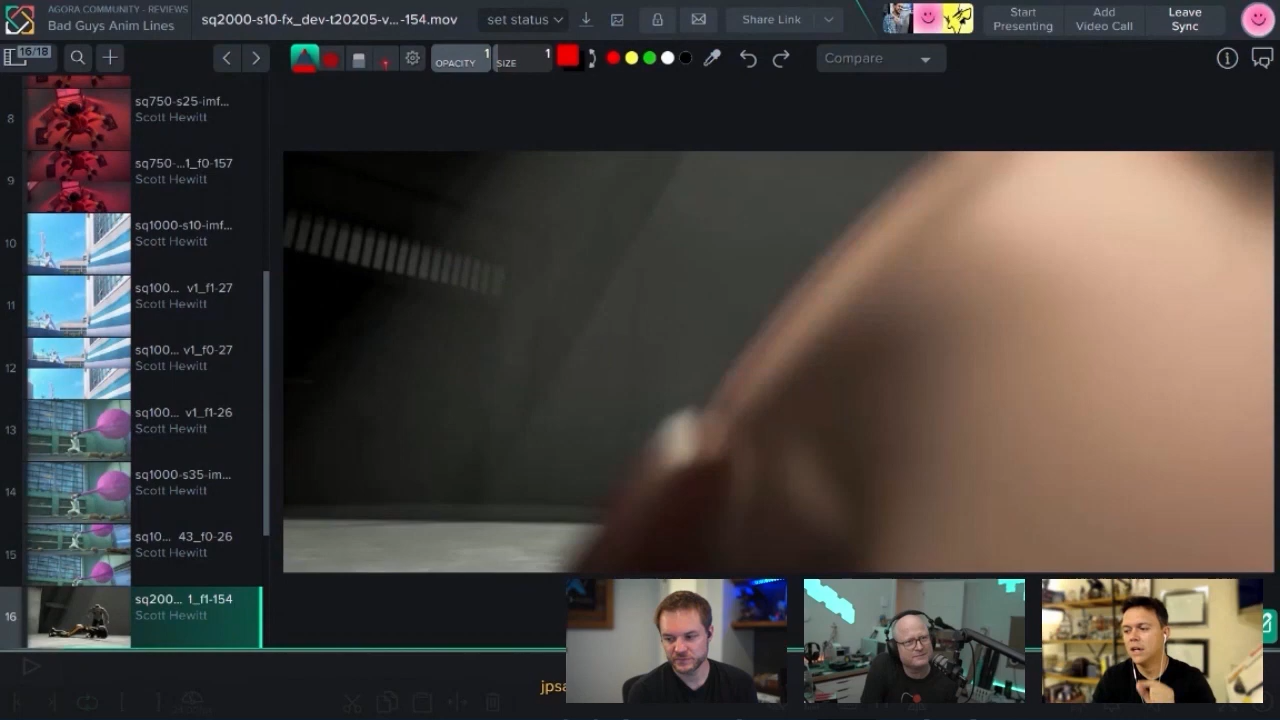 AGORA COMMUNITY - REVIEWS
Bad Guys Anim Lines
sq2000-s10-fx_dev-t20205-v...-154.mov
set status
Share Link
Start
Presenting
Add
Video Call
Leave
Sync
16/18
OPACITY
1
SIZE
1
Compare
8
sq750-s25-imf...
Scott Hewitt
9
sq750-...1_f0-157
Scott Hewitt
10
sq1000-s10-imf...
Scott Hewitt
11
sq100... v1_f1-27
Scott Hewitt
12
sq100... v1_f0-27
Scott Hewitt
13
sq100... v1_f1-26
Scott Hewitt
14
sq1000-s35-im...
Scott Hewitt
15
sq10... 43_f0-26
Scott Hewitt
16
sq200... 1_f1-154
Scott Hewitt
jpsa